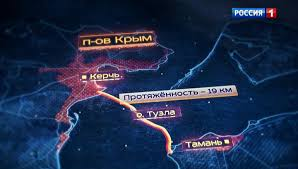 РОССИЯ 1
п-ов Крым
Керчь
Протяжённость - 19 км
о. Тузла
Тамань